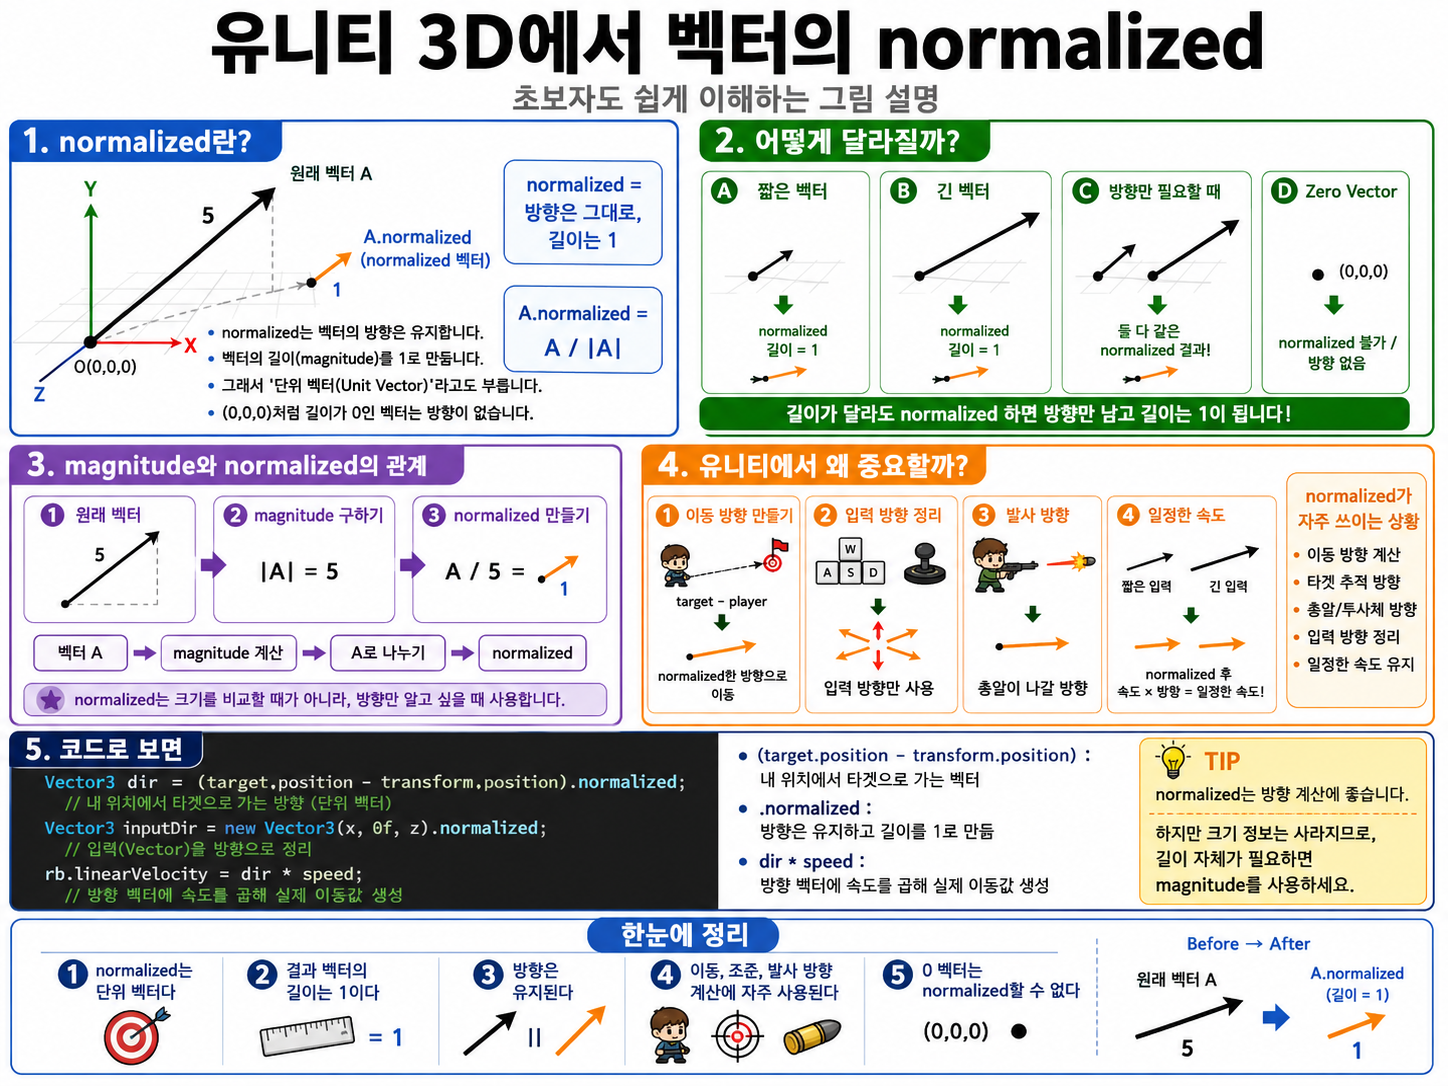 유니티 3D에서 벡터의 normalized
초보자도 쉽게 이해하는 그림 설명
1. normalized란?
원래 벡터 A
Y
5
A.normalized
(normalized 벡터)
1
X
O(0,0,0)
Z
normalized =
방향은 그대로,
길이는 1
A.normalized =
A / |A|
• normalized는 벡터의 방향은 유지합니다.
• 벡터의 길이(magnitude)를 1로 만듭니다.
• 그래서 '단위 벡터(Unit Vector)'라고도 부릅니다.
• (0,0,0)처럼 길이가 0인 벡터는 방향이 없습니다.
2. 어떻게 달라질까?
A 짧은 벡터
normalized
길이 = 1
B 긴 벡터
normalized
길이 = 1
C 방향만 필요할 때
둘 다 같은
normalized 결과!
D Zero Vector
(0,0,0)
normalized 불가 /
방향 없음
길이가 달라도 normalized 하면 방향만 남고 길이는 1이 됩니다!
3. magnitude와 normalized의 관계
1 원래 벡터
5
2 magnitude 구하기
|A| = 5
3 normalized 만들기
A / 5 =
1
벡터 A
magnitude 계산
A로 나누기
normalized
normalized는 크기를 비교할 때가 아니라, 방향만 알고 싶을 때 사용합니다.
4. 유니티에서 왜 중요할까?
1 이동 방향 만들기
target – player
normalized한 방향으로
이동
2 입력 방향 정리
W
A S D
입력 방향만 사용
3 발사 방향
총알이 나갈 방향
4 일정한 속도
짧은 입력
긴 입력
normalized 후
속도 × 방향 = 일정한 속도!
normalized가
자주 쓰이는 상황
• 이동 방향 계산
• 타겟 추적 방향
• 총알/투사체 방향
• 입력 방향 정리
• 일정한 속도 유지
5. 코드로 보면
Vector3 dir = (target.position – transform.position).normalized;
// 내 위치에서 타겟으로 가는 방향 (단위 벡터)
Vector3 inputDir = new Vector3(x, 0f, z).normalized;
// 입력(Vector)을 방향으로 정리
rb.linearVelocity = dir * speed;
// 방향 벡터에 속도를 곱해 실제 이동값 생성
• (target.position – transform.position) :
내 위치에서 타겟으로 가는 벡터
• .normalized :
방향은 유지하고 길이를 1로 만듦
• dir * speed :
방향 벡터에 속도를 곱해 실제 이동값 생성
TIP
normalized는 방향 계산에 좋습니다.
하지만 크기 정보는 사라지므로,
길이 자체가 필요하면
magnitude를 사용하세요.
한눈에 정리
1 normalized는
단위 벡터다
2 결과 벡터의
길이는 1이다
= 1
3 방향은
유지된다
||
4 이동, 조준, 발사 방향
계산에 자주 사용된다
5 0 벡터는
normalized할 수 없다
(0,0,0)
Before → After
원래 벡터 A
5
A.normalized
(길이 = 1)
1